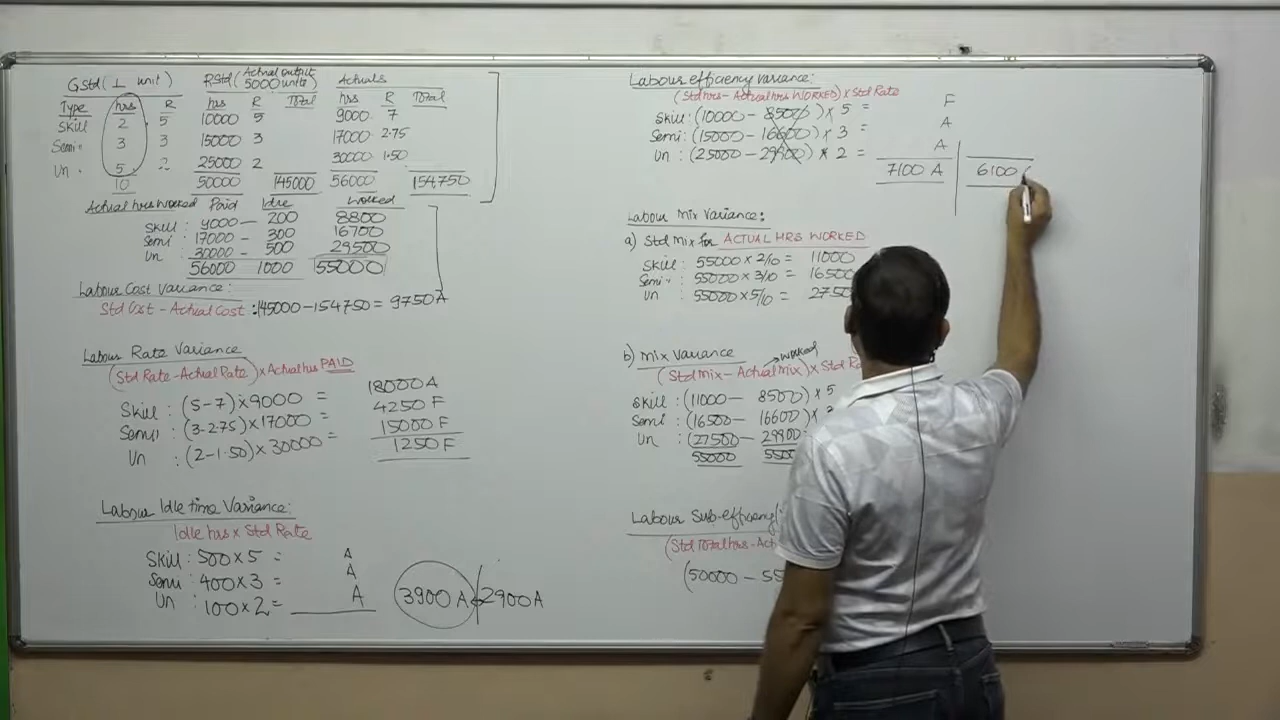 GStd (1 unit) RStd (Actual output 5000 units) Actuals
Type hrs R hrs R Total hrs R Total
Skill 2 5 10000 5 9000 7
Semi 3 3 15000 3 17000 2.75
Un 5 2 25000 2 30000 1.50
10 50000 145000 56000 154,750
Actual hrs Worked Paid Idle Worked
Skill : 9000 — 200 8800
Semi : 17000 - 300 16700
Un : 30000 - 500 29500
56000 1000 55000
Labour Cost Variance :
Std Cost - Actual Cost : 145000 - 154750 = 9750 A
Labour Rate Variance
(Std Rate - Actual Rate) x Actual hrs PAID
Skill : (5-7) x 9000 = 18000 A
Semi : (3-2.75) x 17000 = 4250 F
Un : (2-1.50) x 30000 = 15000 F
1250 F
Labour Idle time Variance:
Idle hrs x Std Rate
Skill : 500 x 5 = A
Semi : 400 x 3 = A
Un : 100 x 2 = A
3900 A 2900 A
Labour efficiency variance:
(Std hrs - Actual hrs WORKED) x Std Rate
Skill : (10000 - 8500) x 5 = F
Semi : (15000 - 16600) x 3 = A
Un : (25000 - 29900) x 2 = A
7100 A 6100
Labour Mix Variance:
a) Std Mix for ACTUAL HRS WORKED
Skill : 55000 x 2/10 = 11000
Semi : 55000 x 3/10 = 16500
Un : 55000 x 5/10 = 2750
b) Mix Variance worked
(Std Mix - Actual Mix) x Std Ra
Skill : (11000 — 8500) x 5
Semi : (16500 - 16600) x 3
Un : (27500 - 29900
55000 5500
Labour Sub-efficiency
(Std Total hrs - Act
(50000 - 55